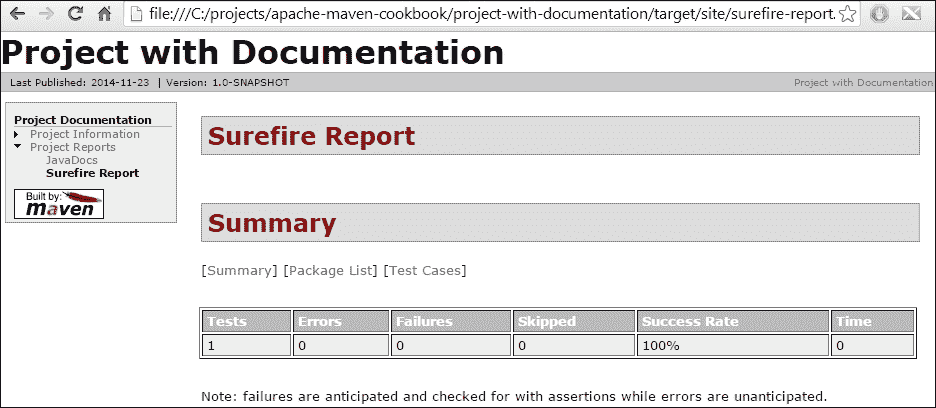 file:///C:/projects/apache-maven-cookbook/project-with-documentation/target/site/surefire-report.
Project with Documentation
Last Published: 2014-11-23 | Version: 1.0-SNAPSHOT
Project with Documentation
Project Documentation
Project Information
Project Reports
JavaDocs
Surefire Report
Built by:
maven
Surefire Report
Summary
[Summary] [Package List] [Test Cases]
Tests Errors Failures Skipped Success Rate Time
1 0 0 0 100% 0
Note: failures are anticipated and checked for with assertions while errors are unanticipated.